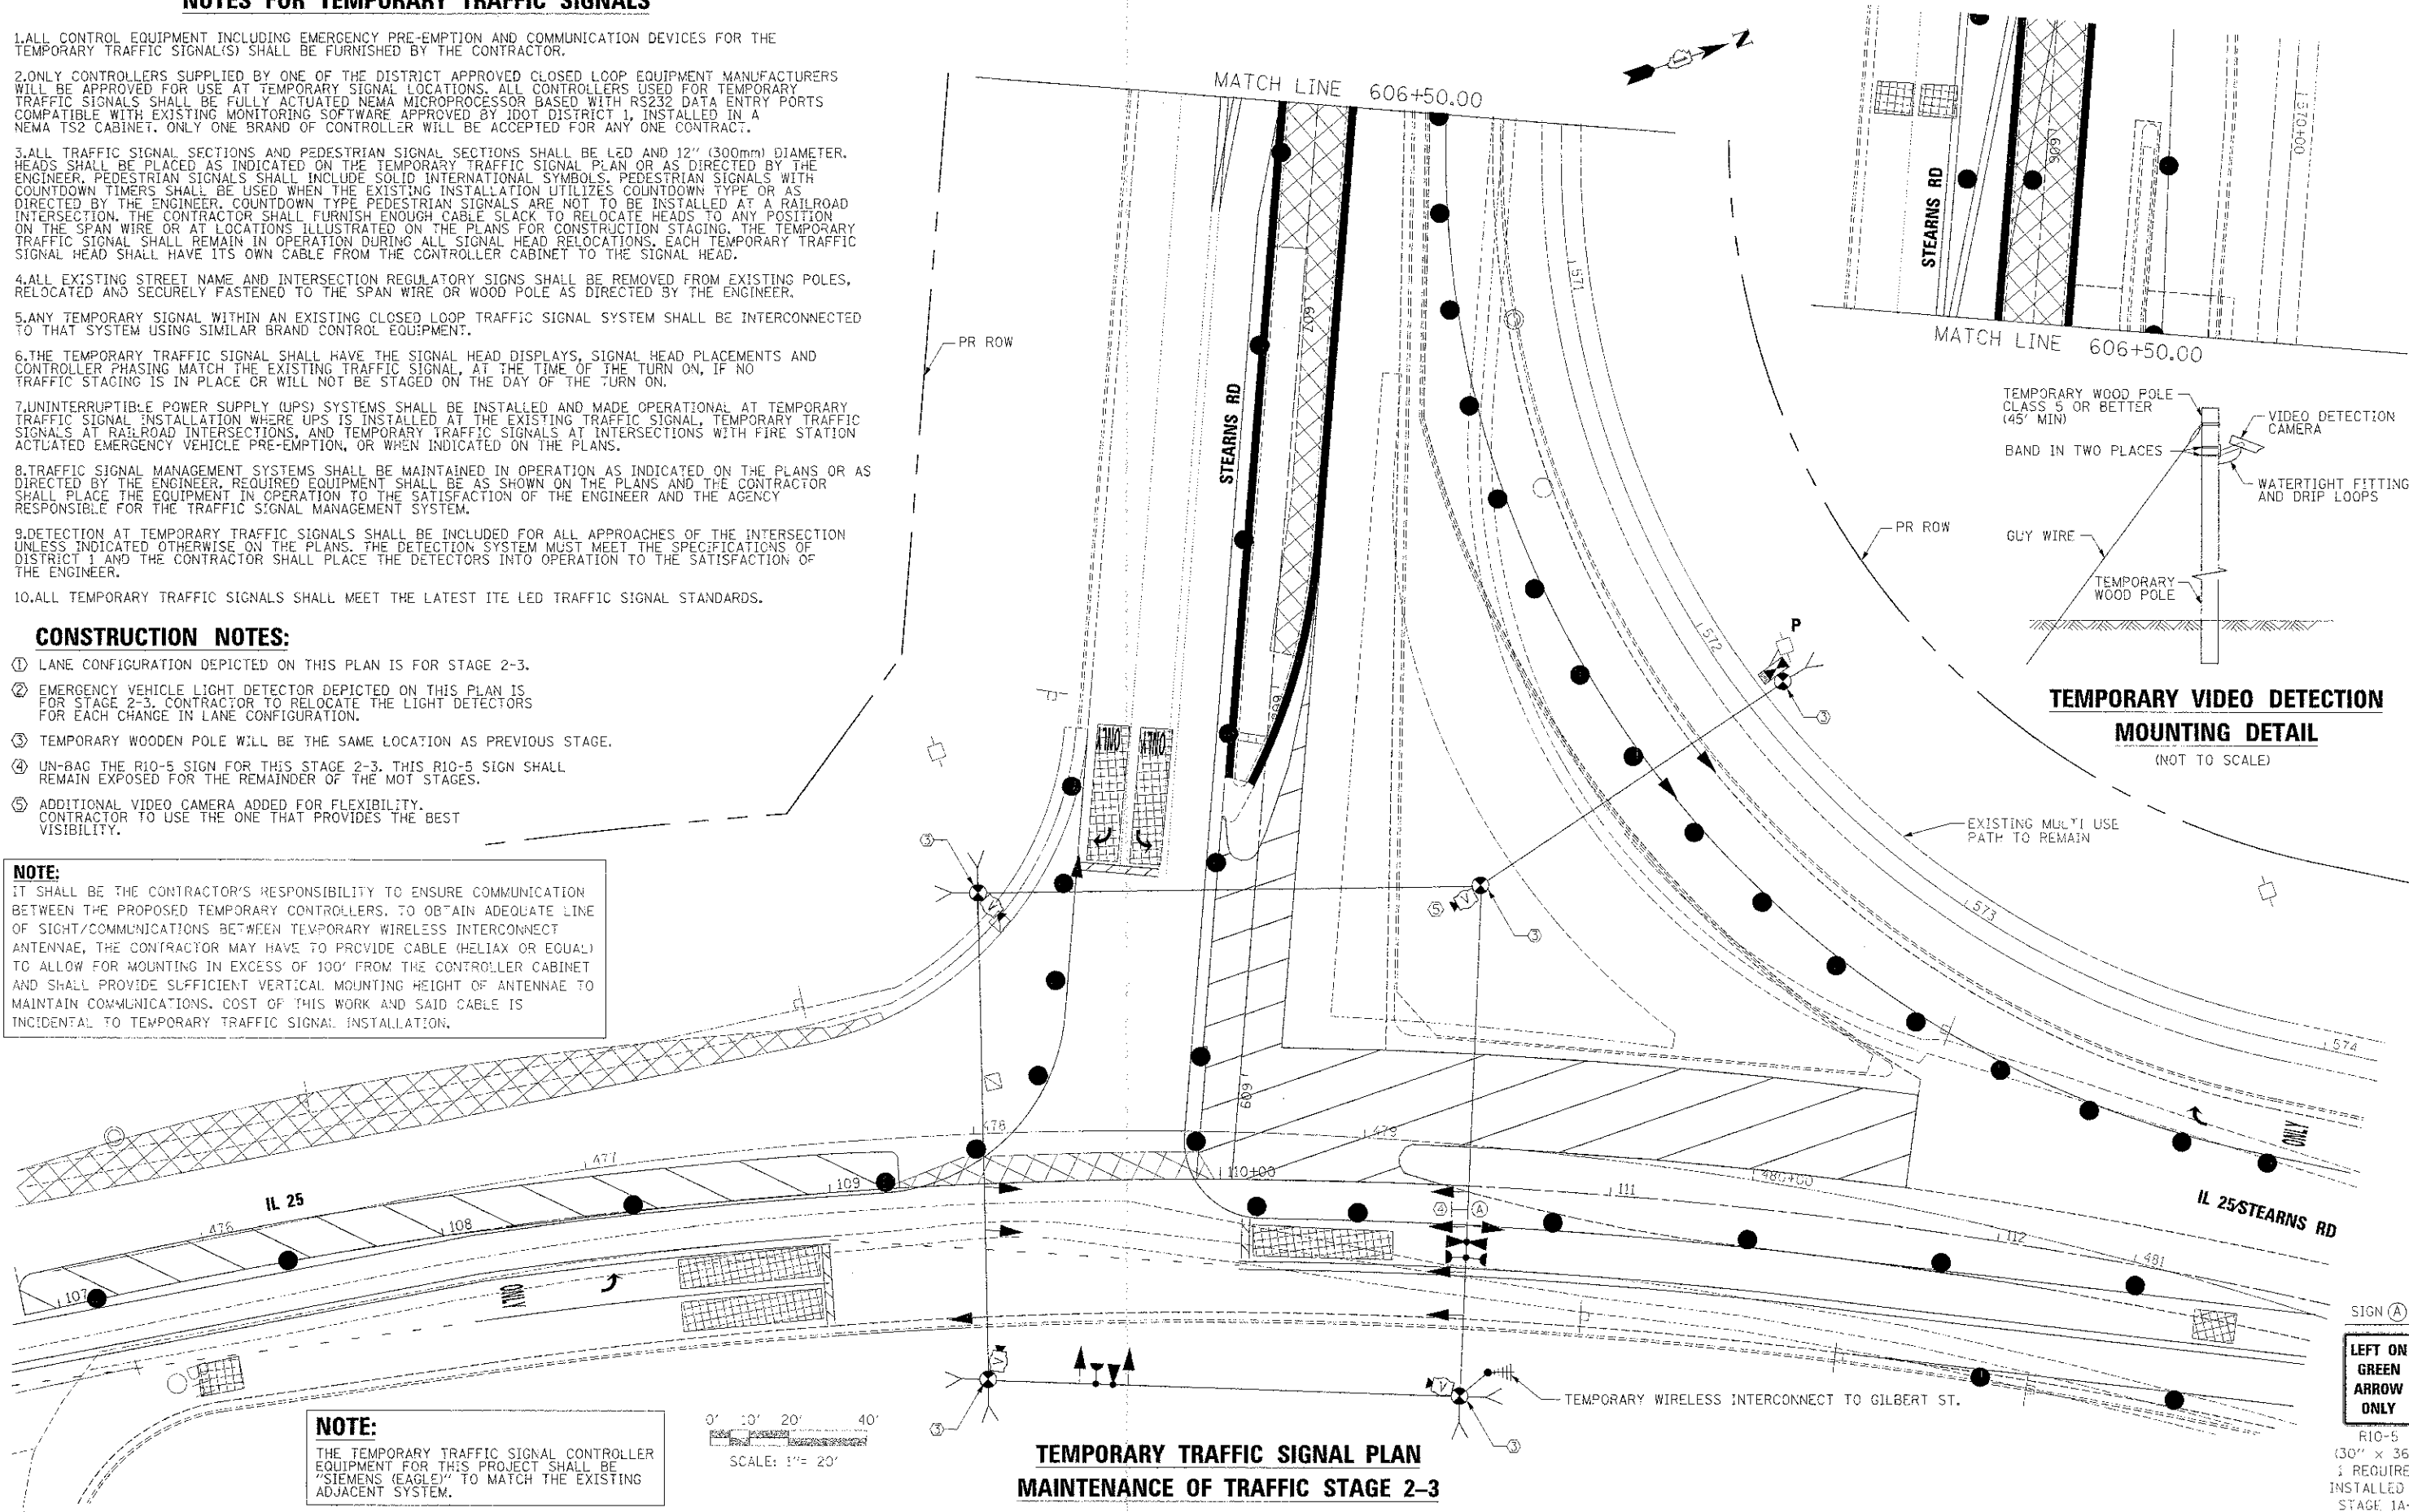 NOTES FOR TEMPORARY TRAFFIC SIGNALS
1.ALL CONTROL EQUIPMENT INCLUDING EMERGENCY PRE-EMPTION AND COMMUNICATION DEVICES FOR THE
TEMPORARY TRAFFIC SIGNAL(S) SHALL BE FURNISHED BY THE CONTRACTOR.
2.ONLY CONTROLLERS SUPPLIED BY ONE OF THE DISTRICT APPROVED CLOSED LOOP EQUIPMENT MANUFACTURERS
WILL BE APPROVED FOR USE AT TEMPORARY SIGNAL LOCATIONS. ALL CONTROLLERS USED FOR TEMPORARY
TRAFFIC SIGNALS SHALL BE FULLY ACTUATED NEMA MICROPROCESSOR BASED WITH RS232 DATA ENTRY PORTS
COMPATIBLE WITH EXISTING MONITORING SOFTWARE APPROVED BY IDOT DISTRICT 1, INSTALLED IN A
NEMA TS2 CABINET. ONLY ONE BRAND OF CONTROLLER WILL BE ACCEPTED FOR ANY ONE CONTRACT.
3.ALL TRAFFIC SIGNAL SECTIONS AND PEDESTRIAN SIGNAL SECTIONS SHALL BE LED AND 12" (300mm) DIAMETER.
HEADS SHALL BE PLACED AS INDICATED ON THE TEMPORARY TRAFFIC SIGNAL PLAN OR AS DIRECTED BY THE
ENGINEER. PEDESTRIAN SIGNALS SHALL INCLUDE SOLID INTERNATIONAL SYMBOLS. PEDESTRIAN SIGNALS WITH
COUNTDOWN TIMERS SHALL BE USED WHEN THE EXISTING INSTALLATION UTILIZES COUNTDOWN TYPE OR AS
DIRECTED BY THE ENGINEER. COUNTDOWN TYPE PEDESTRIAN SIGNALS ARE NOT TO BE INSTALLED AT A RAILROAD
INTERSECTION. THE CONTRACTOR SHALL FURNISH ENOUGH CABLE SLACK TO RELOCATE HEADS TO ANY POSITION
ON THE SPAN WIRE OR AT LOCATIONS ILLUSTRATED ON THE PLANS FOR CONSTRUCTION STAGING. THE TEMPORARY
TRAFFIC SIGNAL SHALL REMAIN IN OPERATION DURING ALL SIGNAL HEAD RELOCATIONS. EACH TEMPORARY TRAFFIC
SIGNAL HEAD SHALL HAVE ITS OWN CABLE FROM THE CONTROLLER CABINET TO THE SIGNAL HEAD.
4.ALL EXISTING STREET NAME AND INTERSECTION REGULATORY SIGNS SHALL BE REMOVED FROM EXISTING POLES,
RELOCATED AND SECURELY FASTENED TO THE SPAN WIRE OR WOOD POLE AS DIRECTED BY THE ENGINEER.
5.ANY TEMPORARY SIGNAL WITHIN AN EXISTING CLOSED LOOP TRAFFIC SIGNAL SYSTEM SHALL BE INTERCONNECTED
TO THAT SYSTEM USING SIMILAR BRAND CONTROL EQUIPMENT.
6.THE TEMPORARY TRAFFIC SIGNAL SHALL HAVE THE SIGNAL HEAD DISPLAYS, SIGNAL HEAD PLACEMENTS AND
CONTROLLER PHASING MATCH THE EXISTING TRAFFIC SIGNAL, AT THE TIME OF THE TURN ON, IF NO
TRAFFIC STAGING IS IN PLACE OR WILL NOT BE STAGED ON THE DAY OF THE TURN ON.
7.UNINTERRUPTIBLE POWER SUPPLY (UPS) SYSTEMS SHALL BE INSTALLED AND MADE OPERATIONAL AT TEMPORARY
TRAFFIC SIGNAL INSTALLATION WHERE UPS IS INSTALLED AT THE EXISTING TRAFFIC SIGNAL, TEMPORARY TRAFFIC
SIGNALS AT RAILROAD INTERSECTIONS, AND TEMPORARY TRAFFIC SIGNALS AT INTERSECTIONS WITH FIRE STATION
ACTUATED EMERGENCY VEHICLE PRE-EMPTION, OR WHEN INDICATED ON THE PLANS.
8.TRAFFIC SIGNAL MANAGEMENT SYSTEMS SHALL BE MAINTAINED IN OPERATION AS INDICATED ON THE PLANS OR AS
DIRECTED BY THE ENGINEER. REQUIRED EQUIPMENT SHALL BE AS SHOWN ON THE PLANS AND THE CONTRACTOR
SHALL PLACE THE EQUIPMENT IN OPERATION TO THE SATISFACTION OF THE ENGINEER AND THE AGENCY
RESPONSIBLE FOR THE TRAFFIC SIGNAL MANAGEMENT SYSTEM.
9.DETECTION AT TEMPORARY TRAFFIC SIGNALS SHALL BE INCLUDED FOR ALL APPROACHES OF THE INTERSECTION
UNLESS INDICATED OTHERWISE ON THE PLANS. THE DETECTION SYSTEM MUST MEET THE SPECIFICATIONS OF
DISTRICT 1 AND THE CONTRACTOR SHALL PLACE THE DETECTORS INTO OPERATION TO THE SATISFACTION OF
THE ENGINEER.
10.ALL TEMPORARY TRAFFIC SIGNALS SHALL MEET THE LATEST ITE LED TRAFFIC SIGNAL STANDARDS.
CONSTRUCTION NOTES:
1 LANE CONFIGURATION DEPICTED ON THIS PLAN IS FOR STAGE 2-3.
2 EMERGENCY VEHICLE LIGHT DETECTOR DEPICTED ON THIS PLAN IS
FOR STAGE 2-3. CONTRACTOR TO RELOCATE THE LIGHT DETECTORS
FOR EACH CHANGE IN LANE CONFIGURATION.
3 TEMPORARY WOODEN POLE WILL BE THE SAME LOCATION AS PREVIOUS STAGE.
4 UN-BAG THE R10-5 SIGN FOR THIS STAGE 2-3. THIS R10-5 SIGN SHALL
REMAIN EXPOSED FOR THE REMAINDER OF THE MOT STAGES.
5 ADDITIONAL VIDEO CAMERA ADDED FOR FLEXIBILITY.
CONTRACTOR TO USE THE ONE THAT PROVIDES THE BEST
VISIBILITY.
NOTE:
IT SHALL BE THE CONTRACTOR'S RESPONSIBILITY TO ENSURE COMMUNICATION
BETWEEN THE PROPOSED TEMPORARY CONTROLLERS. TO OBTAIN ADEQUATE LINE
OF SIGHT/COMMUNICATIONS BETWEEN TEMPORARY WIRELESS INTERCONNECT
ANTENNAE, THE CONTRACTOR MAY HAVE TO PROVIDE CABLE (HELIAX OR EQUAL)
TO ALLOW FOR MOUNTING IN EXCESS OF 100' FROM THE CONTROLLER CABINET
AND SHALL PROVIDE SUFFICIENT VERTICAL MOUNTING HEIGHT OF ANTENNAE TO
MAINTAIN COMMUNICATIONS. COST OF THIS WORK AND SAID CABLE IS
INCIDENTAL TO TEMPORARY TRAFFIC SIGNAL INSTALLATION.
MATCH LINE 606+50.00
N
PR ROW
STEARNS RD
607
608
609
571
572
573
574
P
3
3
3
3
3
5
V
V
V
V
ONLY
ONLY
STEARNS RD
606
570+00
MATCH LINE 606+50.00
TEMPORARY WOOD POLE
CLASS 5 OR BETTER
(45' MIN)
BAND IN TWO PLACES
VIDEO DETECTION
CAMERA
WATERTIGHT FITTING
AND DRIP LOOPS
GUY WIRE
TEMPORARY
WOOD POLE
TEMPORARY VIDEO DETECTION
MOUNTING DETAIL
(NOT TO SCALE)
PR ROW
EXISTING MULTI USE
PATH TO REMAIN
IL 25
476
477
478
479
480+00
481
107
108
109
110+00
111
112
ONLY
ONLY
4
A
IL 25/STEARNS RD
TEMPORARY WIRELESS INTERCONNECT TO GILBERT ST.
SIGN A
LEFT ON
GREEN
ARROW
ONLY
R10-5
(30" x 36
1 REQUIRE
INSTALLED
STAGE 1A-
NOTE:
THE TEMPORARY TRAFFIC SIGNAL CONTROLLER
EQUIPMENT FOR THIS PROJECT SHALL BE
"SIEMENS (EAGLE)" TO MATCH THE EXISTING
ADJACENT SYSTEM.
0' 10' 20' 40'
SCALE: 1"= 20'
TEMPORARY TRAFFIC SIGNAL PLAN
MAINTENANCE OF TRAFFIC STAGE 2-3